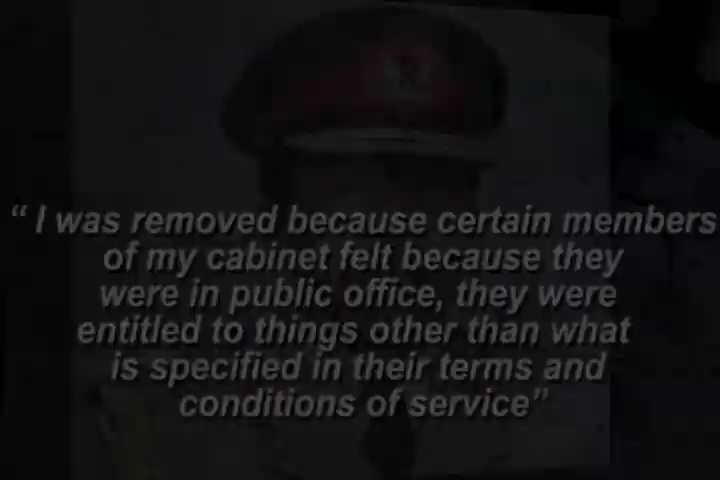 “ I was removed because certain members
of my cabinet felt because they
were in public office, they were
entitled to things other than what
is specified in their terms and
conditions of service”